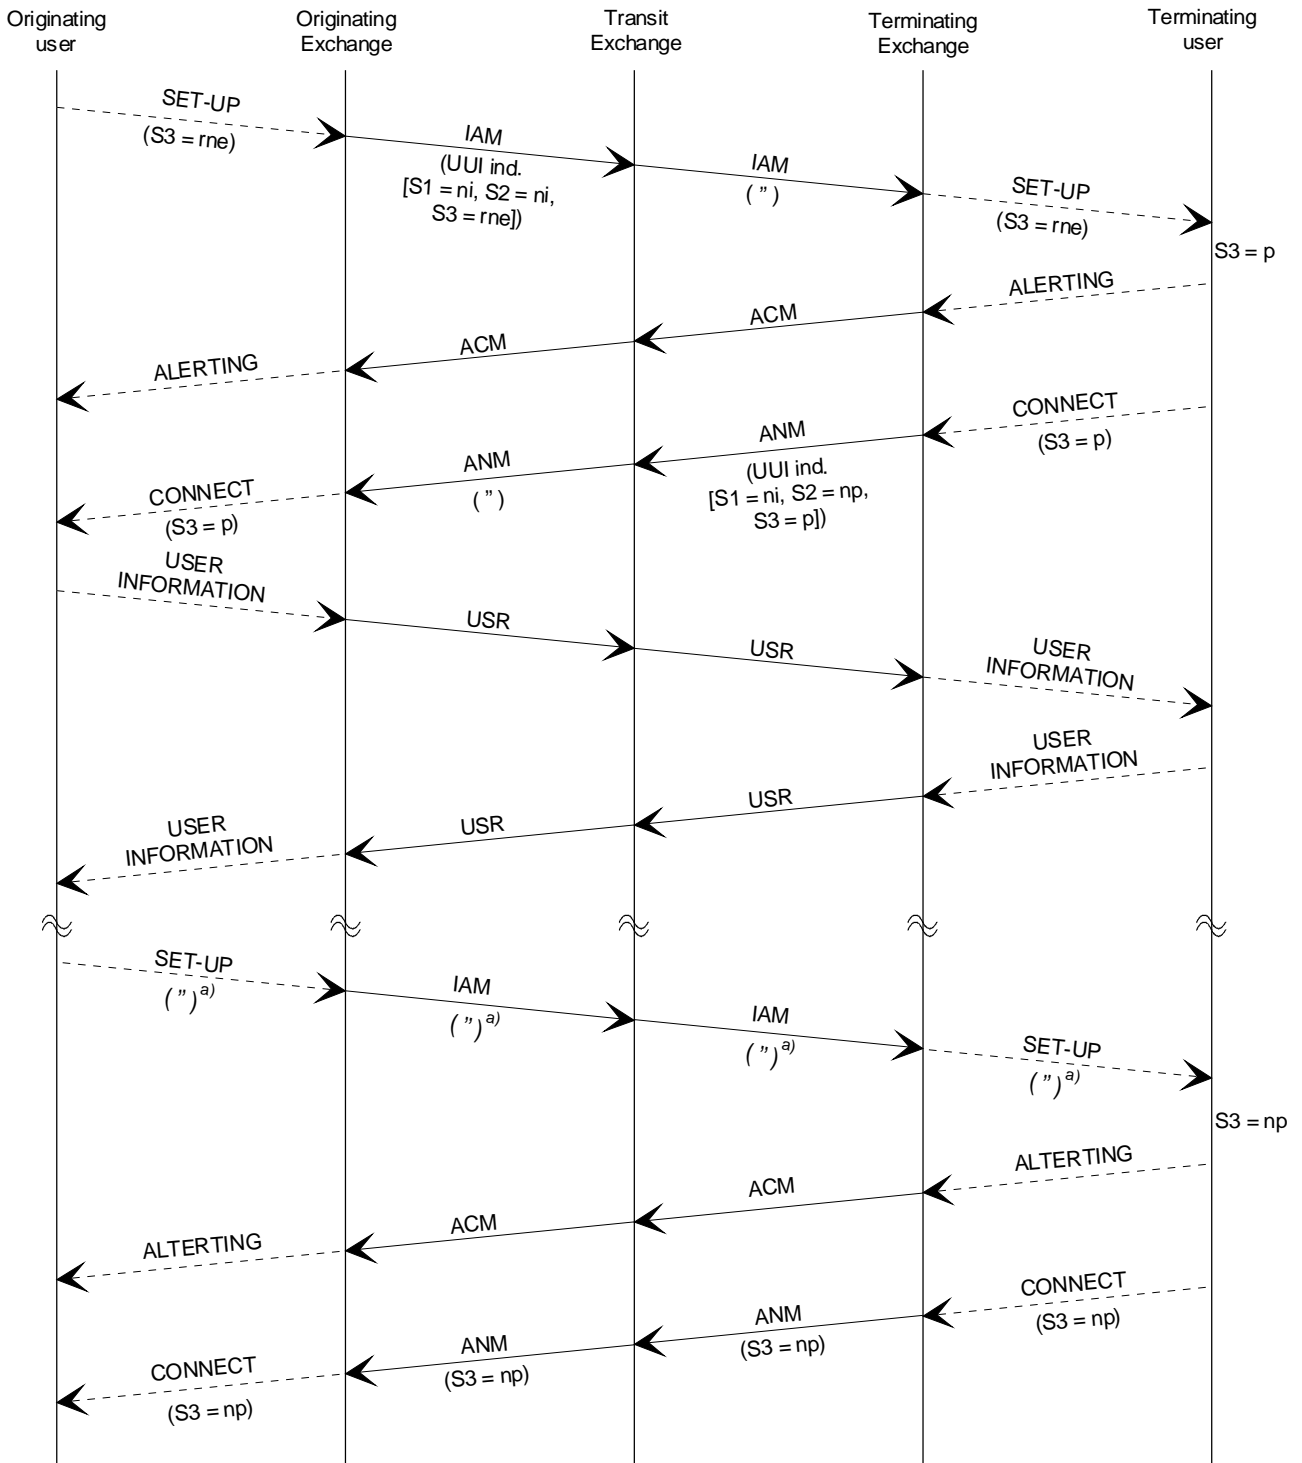 Originating
user
Originating
Exchange
Transit
Exchange
Terminating
Exchange
Terminating
user
SET-UP
(S3 = rne)
IAM
(UUI ind.
[S1 = ni, S2 = ni,
S3 = rne])
IAM
( ” )
SET-UP
(S3 = rne)
S3 = p
ALERTING
ACM
ACM
ALERTING
CONNECT
(S3 = p)
ANM
(UUI ind.
[S1 = ni, S2 = np,
S3 = p])
ANM
( ” )
CONNECT
(S3 = p)
USER
INFORMATION
USR
USR
USER
INFORMATION
USER
INFORMATION
USR
USR
USER
INFORMATION
SET-UP
( ” )a)
IAM
( ” )a)
IAM
( ” )a)
SET-UP
( ” )a)
S3 = np
ALTERTING
ACM
ACM
ALTERTING
CONNECT
(S3 = np)
ANM
(S3 = np)
ANM
(S3 = np)
CONNECT
(S3 = np)